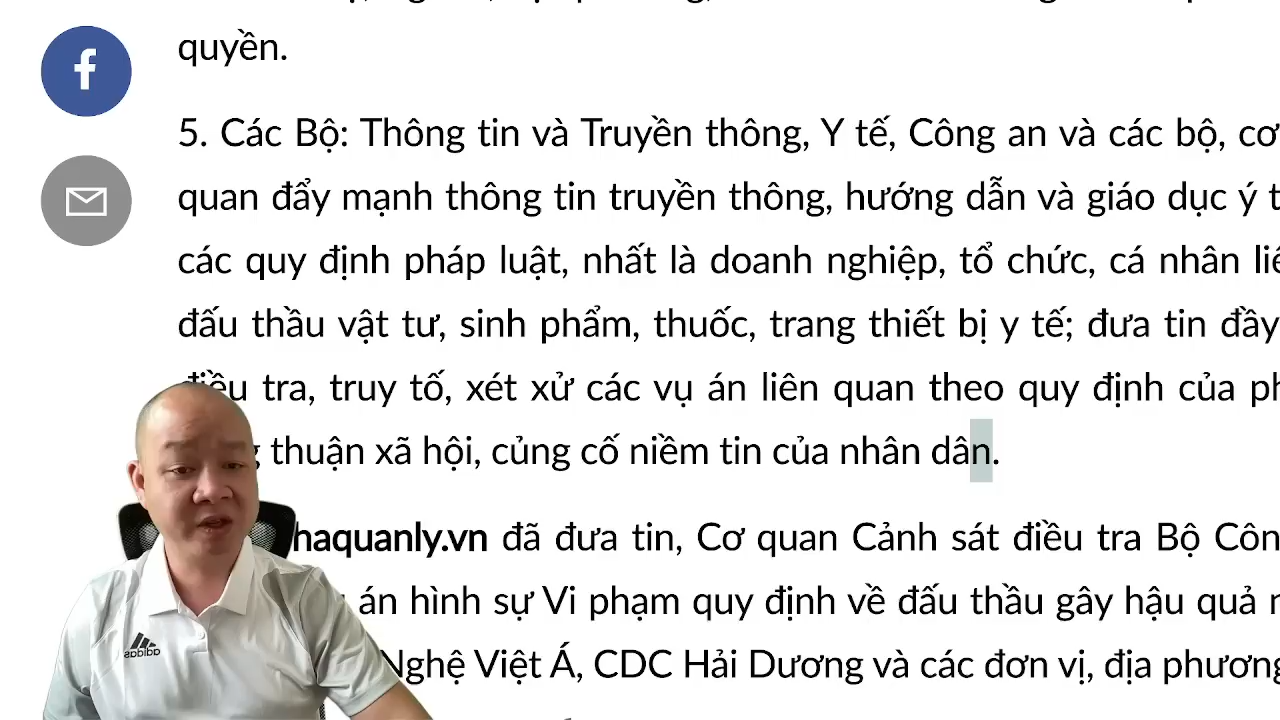 quyền.
5. Các Bộ: Thông tin và Truyền thông, Y tế, Công an và các bộ, cơ
quan đẩy mạnh thông tin truyền thông, hướng dẫn và giáo dục ý
các quy định pháp luật, nhất là doanh nghiệp, tổ chức, cá nhân
đấu thầu vật tư, sinh phẩm, thuốc, trang thiết bị y tế; đưa tin đầy
điều tra, truy tố, xét xử các vụ án liên quan theo quy định của
thuận xã hội, củng cố niềm tin của nhân dân.
haquanly.vn đã đưa tin, Cơ quan Cảnh sát điều tra Bộ
án hình sự Vi phạm quy định về đấu thầu gây hậu quả
Nghệ Việt Á, CDC Hải Dương và các đơn vị, địa phương
adidas